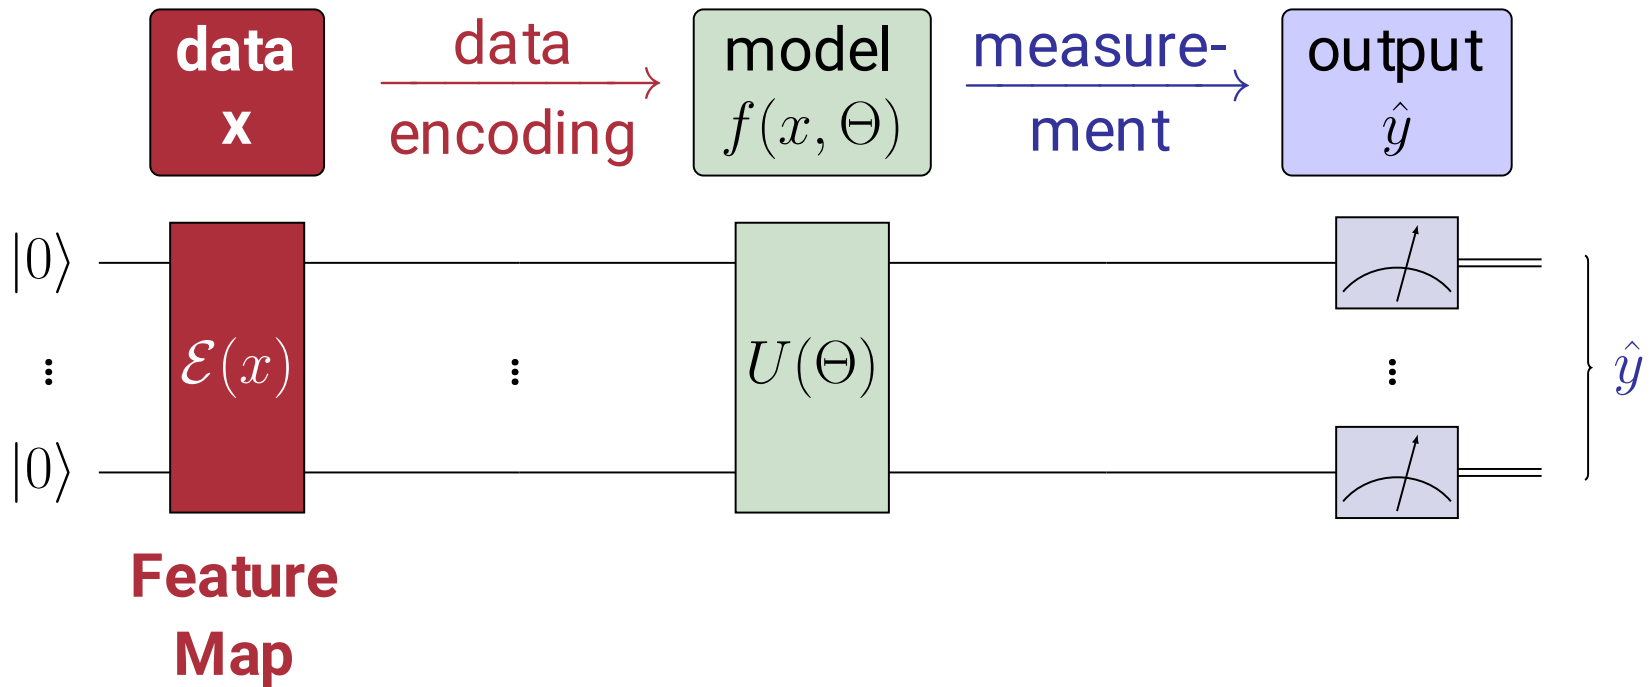 data
x
data
encoding
model
f(x, Θ)
measure-
ment
output
ŷ
|0⟩
⋮
|0⟩
ℰ(x)
⋮
U(Θ)
⋮
ŷ
Feature
Map